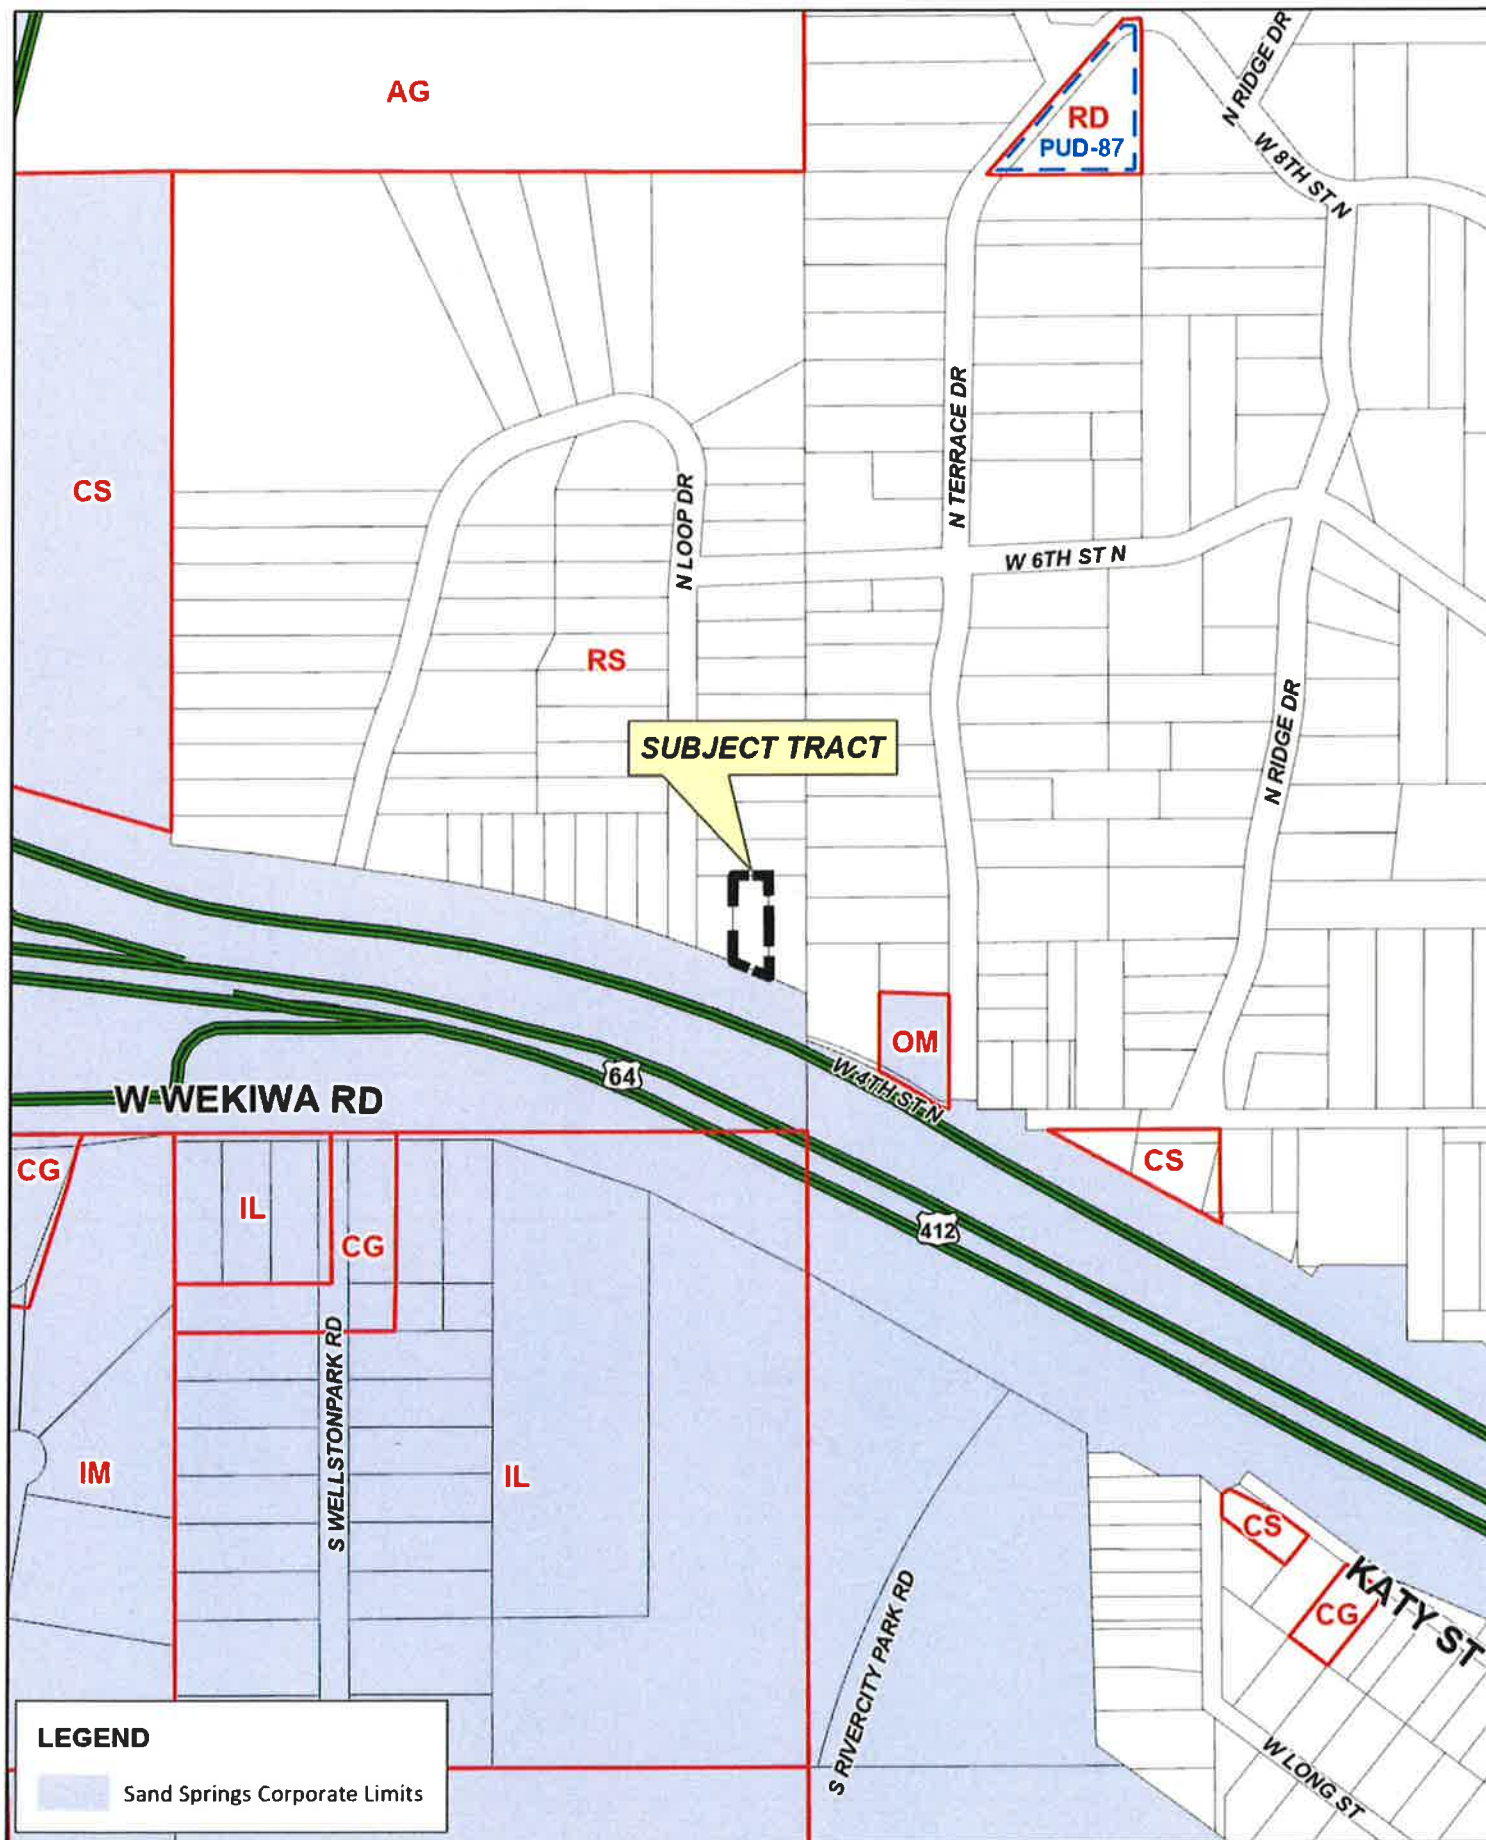 AG
RD
PUD-87
N RIDGE DR
W 8TH ST N
CS
N TERRACE DR
N LOOP DR
W 6TH ST N
RS
N RIDGE DR
SUBJECT TRACT
OM
W 4TH ST N
64
W WEKIWA RD
CG
IL
CG
CS
412
S WELLSTONPARK RD
IM
IL
CS
KATY ST
CG
S RIVERCITY PARK RD
W LONG ST
LEGEND
Sand Springs Corporate Limits